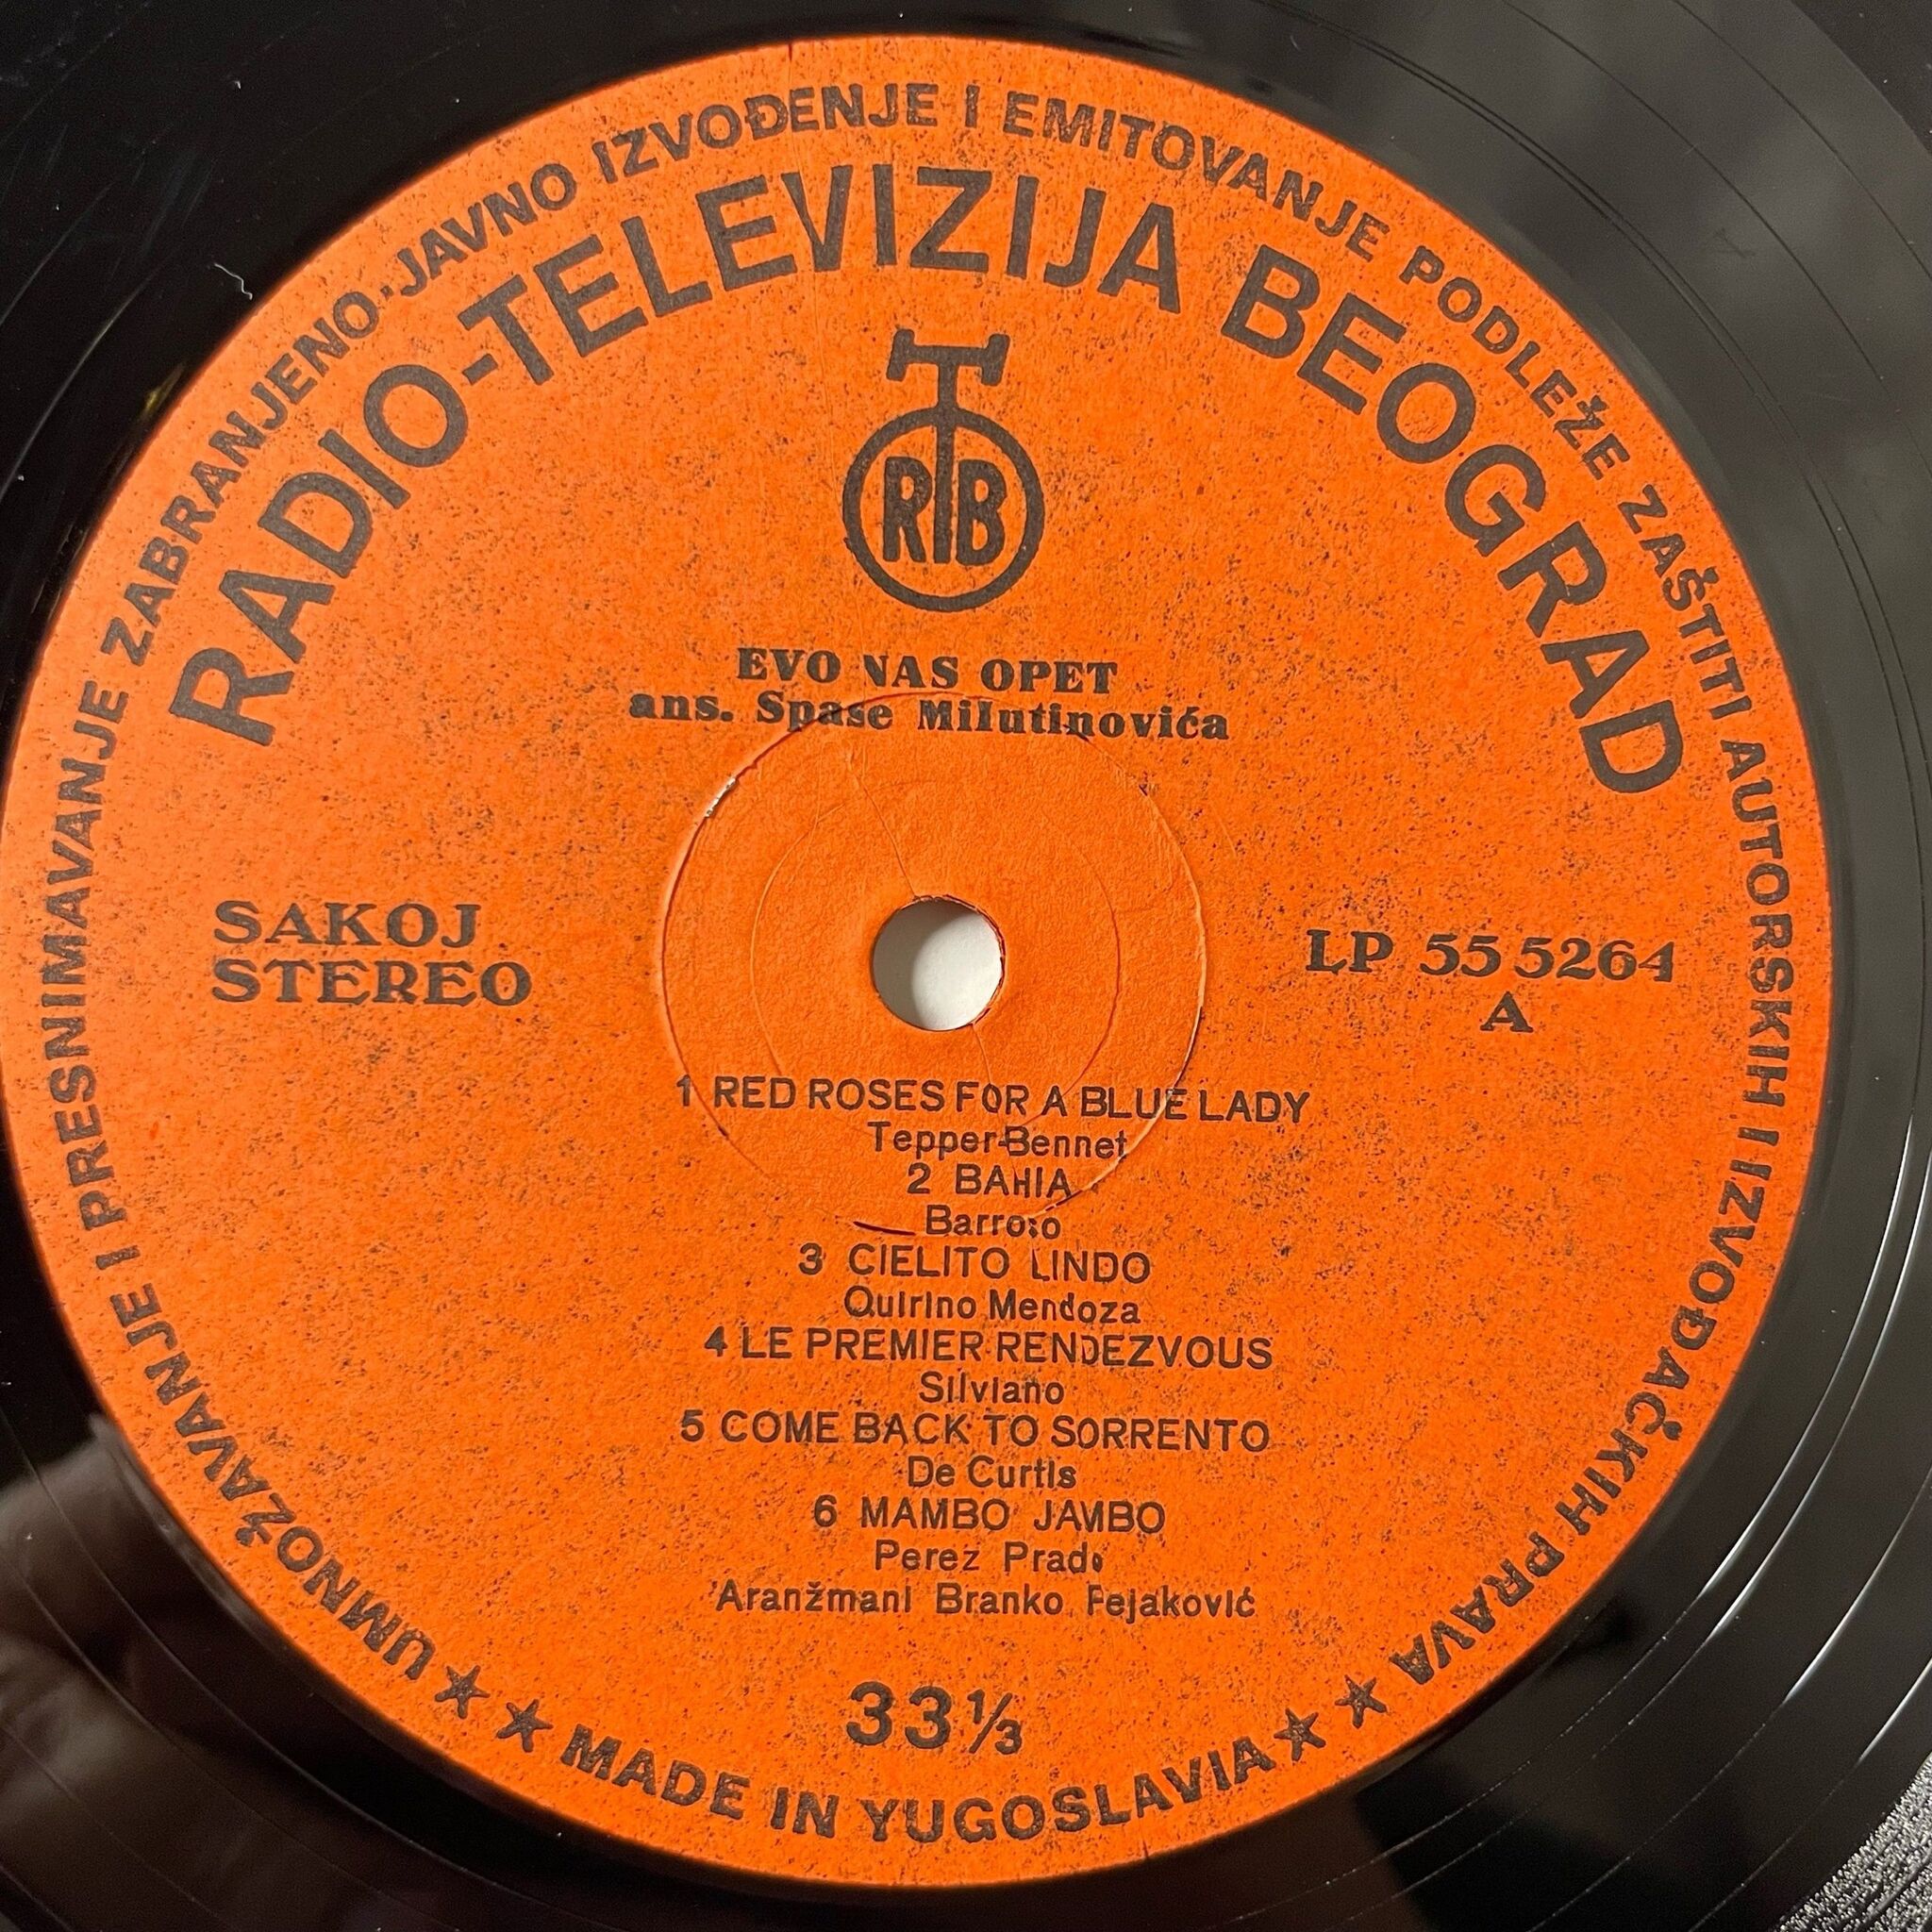 UMNOŽAVANJE I PRESNIMAVANJE ZABRANJENO·JAVNO IZVOĐENJE I EMITOVANJE PODLEŽE ZAŠTITI AUTORSKIH I IZVOĐAČKIH PRAVA
RADIO-TELEVIZIJA BEOGRAD
RTB
EVO NAS OPET
ans. Spase Milutinovića
SAKOJ
STEREO
LP 55 5264
A
1 RED ROSES FOR A BLUE LADY
Tepper-Bennet
2 BAHIA
Barroso
3 CIELITO LINDO
Quirino Mendoza
4 LE PREMIER RENDEZVOUS
Silviano
5 COME BACK TO SORRENTO
De Curtis
6 MAMBO JAMBO
Perez Prado
Aranžmani Branko Pejaković
33⅓
★ ★ MADE IN YUGOSLAVIA ★ ★